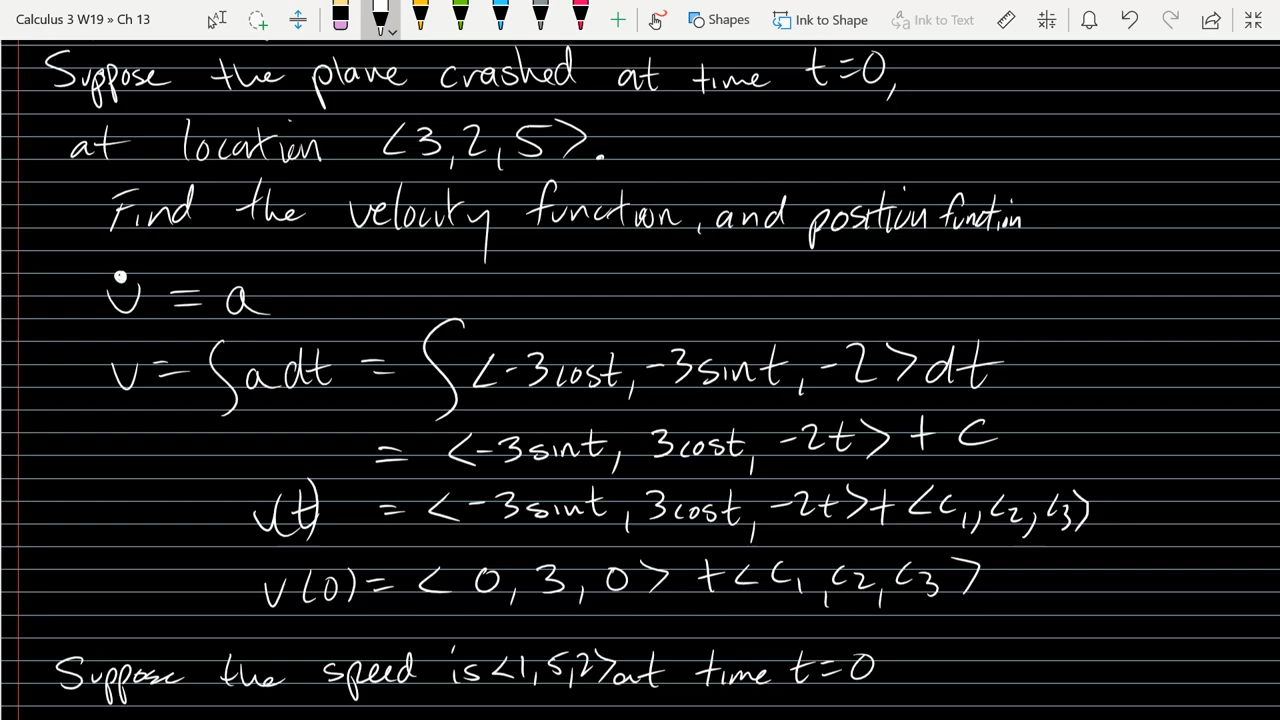 Calculus 3 W19 » Ch 13
Shapes Ink to Shape Ink to Text
Suppose the plane crashed at time t=0,
at location <3,2,5>.
Find the velocity function, and position function
v̇ = a
v = ∫a dt = ∫<-3cost, -3sint, -2>dt
= <-3sint, 3cost, -2t> + C
v(t) = <-3sint, 3cost, -2t> + <c₁, c₂, c₃>
v(0) = <0, 3, 0> + <c₁, c₂, c₃>
Suppose the speed is <1,5,2> at time t=0